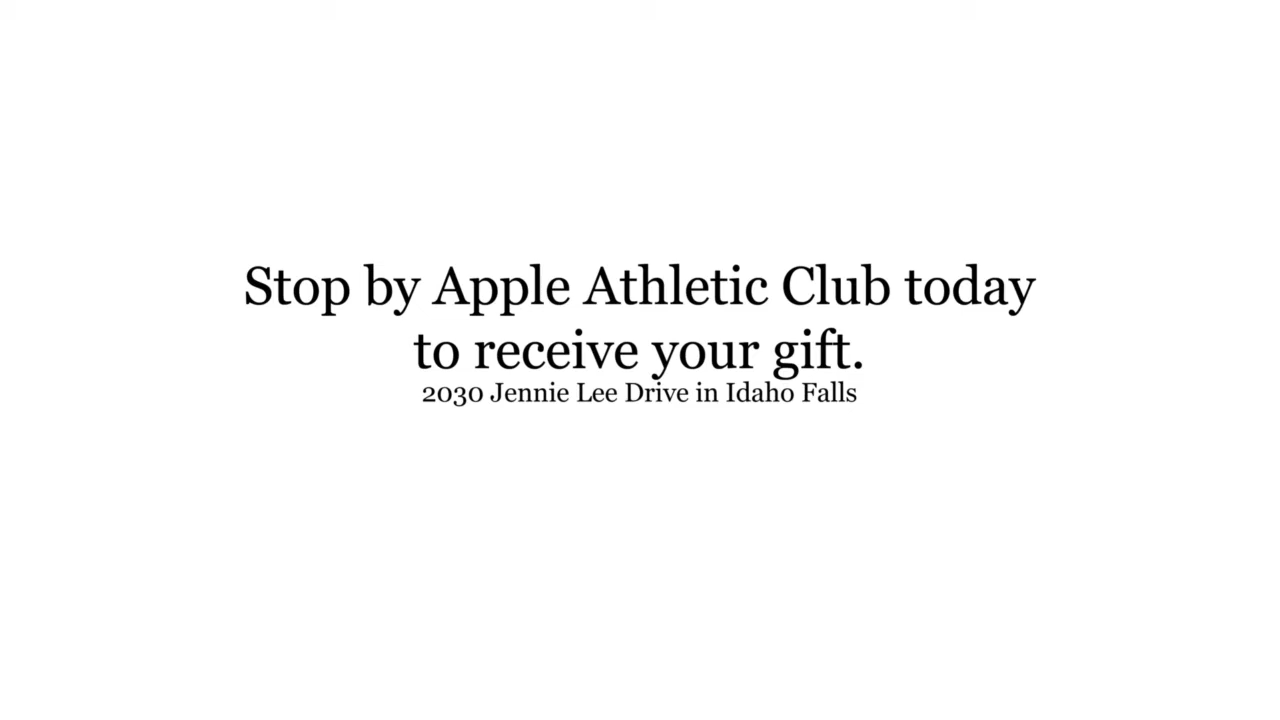 Stop by Apple Athletic Club today
to receive your gift.
2030 Jennie Lee Drive in Idaho Falls